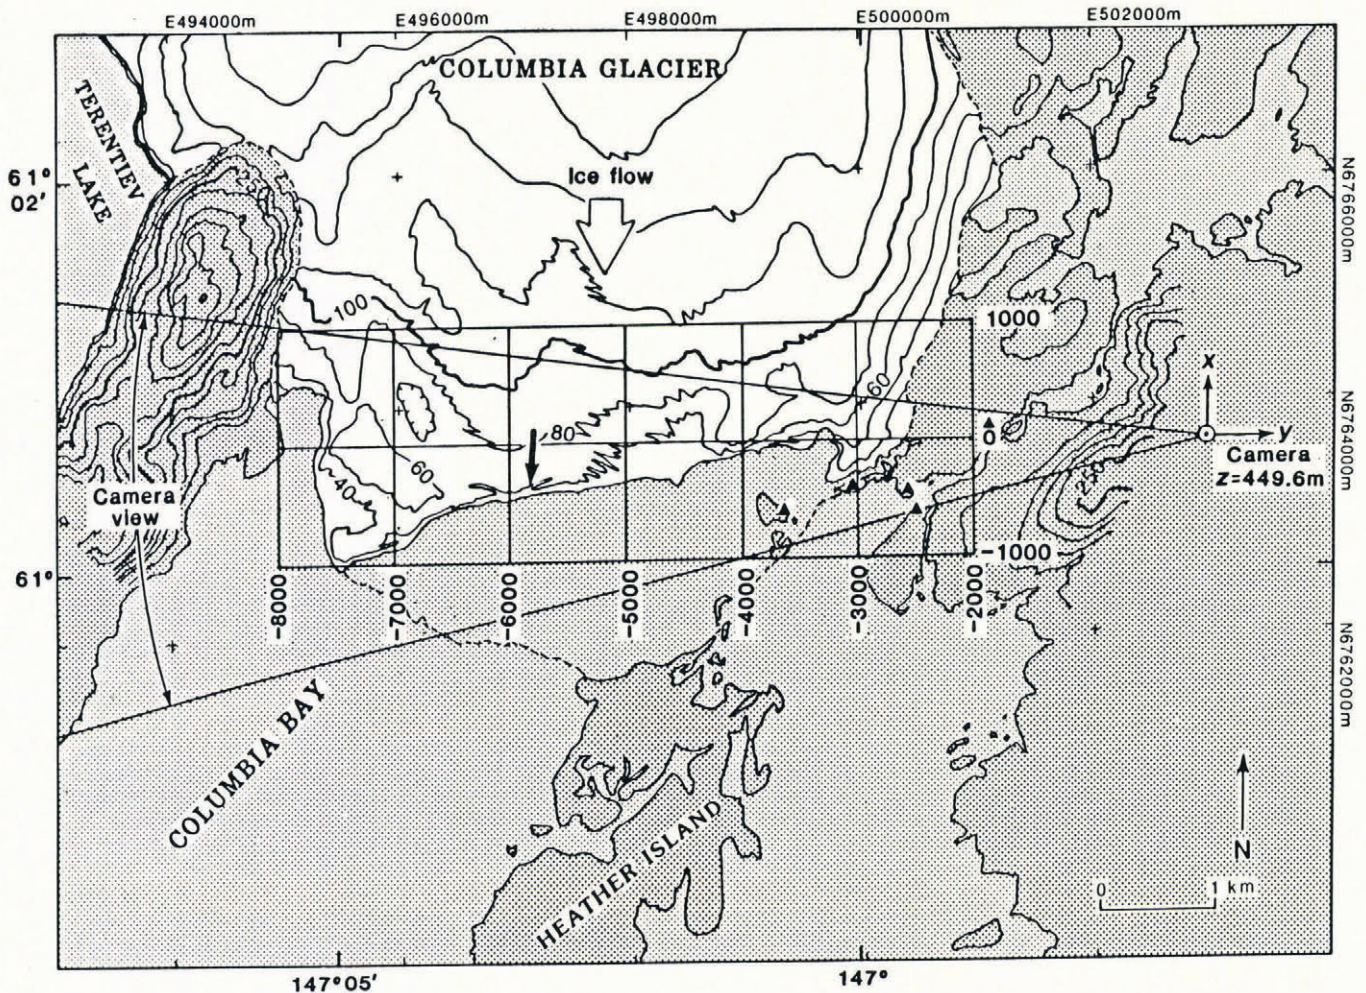 E494000m E496000m E498000m E500000m E502000m
COLUMBIA GLACIER
TERENTIEV
LAKE
61°
02'
Ice flow
N6766000m
100
1000
x
60
0
y
N6764000m
80
Camera
z=449.6m
60
40
Camera
view
-1000
61°
-8000
-7000
-6000
-5000
-4000
-3000
-2000
N6762000m
COLUMBIA BAY
HEATHER ISLAND
N
0 1 km
147°05'
147°